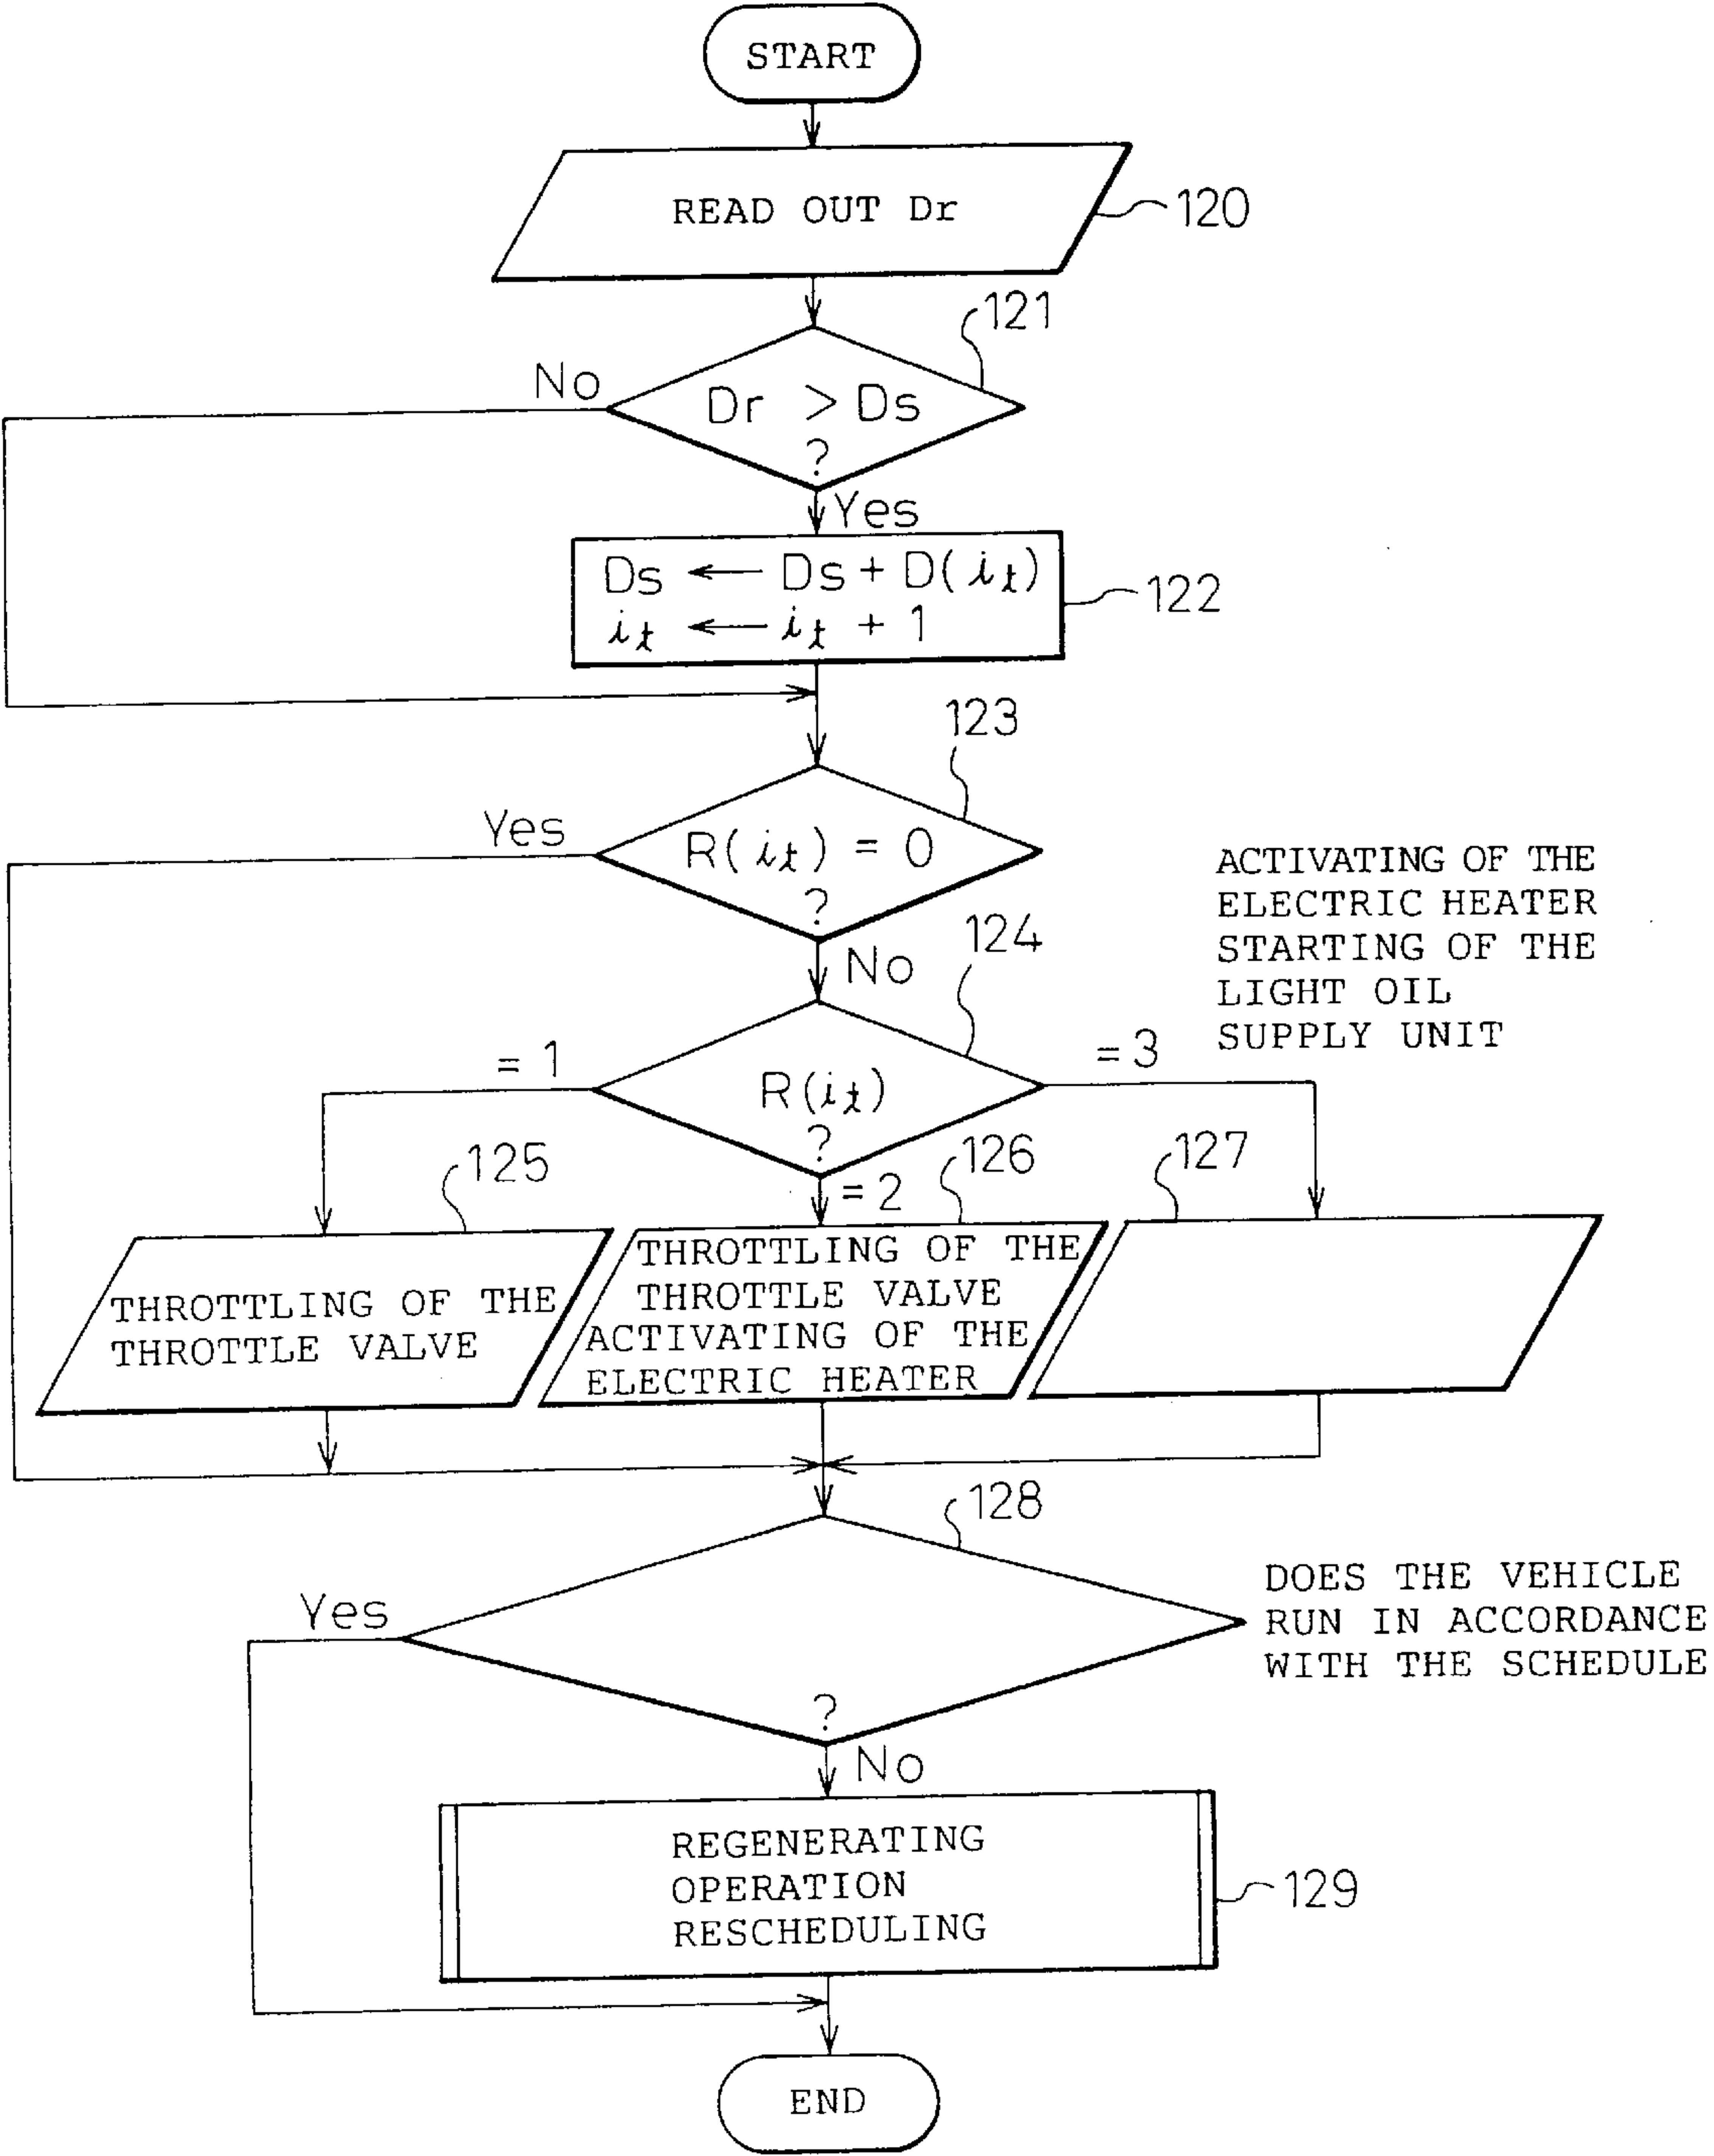 START
READ OUT Dr
120
121
No
Dr > Ds
?
Yes
Ds ← Ds + D(it)
it ← it + 1
122
123
Yes
R(it) = 0
?
No
124
ACTIVATING OF THE
ELECTRIC HEATER
STARTING OF THE
LIGHT OIL
SUPPLY UNIT
= 1
R(it)
?
= 3
= 2
125
126
127
THROTTLING OF THE
THROTTLE VALVE
THROTTLING OF THE
THROTTLE VALVE
ACTIVATING OF THE
ELECTRIC HEATER
128
Yes
?
DOES THE VEHICLE
RUN IN ACCORDANCE
WITH THE SCHEDULE
No
REGENERATING
OPERATION
RESCHEDULING
129
END